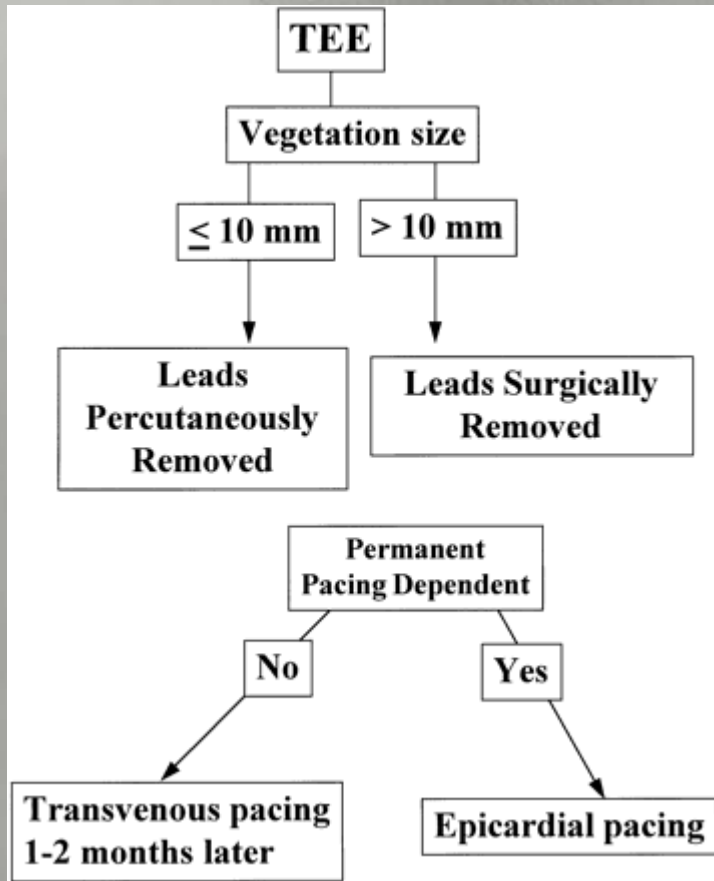 TEE
Vegetation size
≤ 10 mm
> 10 mm
Leads
Percutaneously
Removed
Leads Surgically
Removed
Permanent
Pacing Dependent
No
Yes
Transvenous pacing
1-2 months later
Epicardial pacing